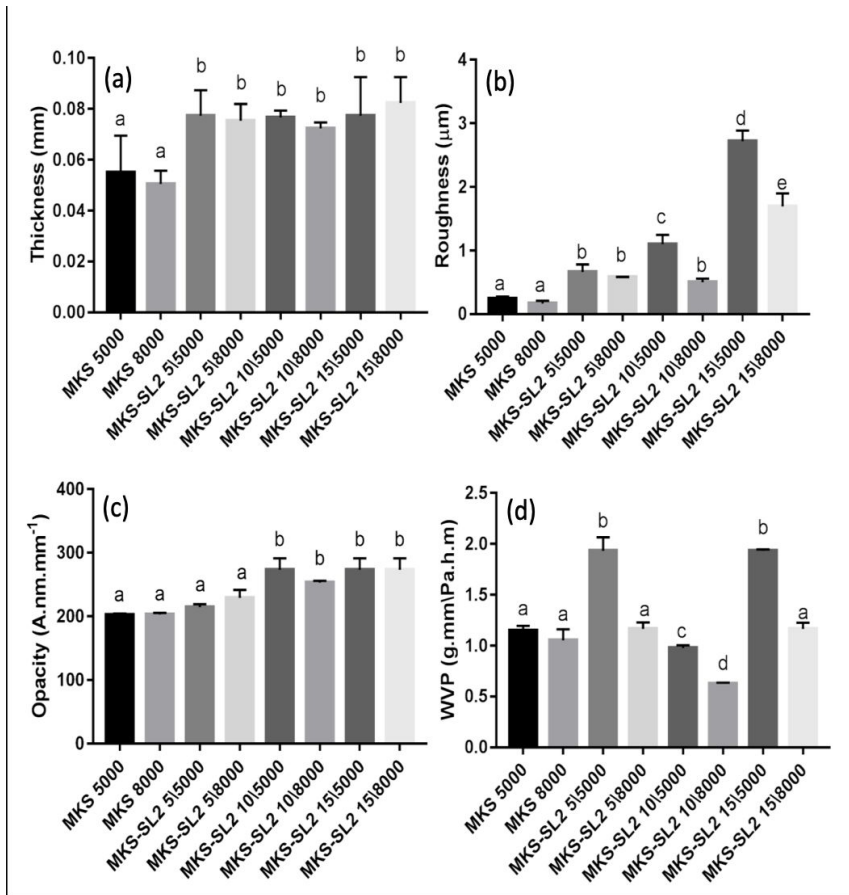 (a)
Thickness (mm)
0.10
0.08
0.06
0.04
0.02
0.00
a
a
b
b
b
b
b
b
MKS 5000
MKS 8000
MKS-SL2 5\5000
MKS-SL2 5\8000
MKS-SL2 10\5000
MKS-SL2 10\8000
MKS-SL2 15\5000
MKS-SL2 15\8000
(b)
Roughness (µm)
4
3
2
1
0
a
a
b
b
c
b
d
e
MKS 5000
MKS 8000
MKS-SL2 5\5000
MKS-SL2 5\8000
MKS-SL2 10\5000
MKS-SL2 10\8000
MKS-SL2 15\5000
MKS-SL2 15\8000
(c)
Opacity (A.nm.mm⁻¹)
400
300
200
100
0
a
a
a
a
b
b
b
b
MKS 5000
MKS 8000
MKS-SL2 5\5000
MKS-SL2 5\8000
MKS-SL2 10\5000
MKS-SL2 10\8000
MKS-SL2 15\5000
MKS-SL2 15\8000
(d)
WVP (g.mm\Pa.h.m)
2.5
2.0
1.5
1.0
0.5
0.0
a
a
b
a
c
d
b
a
MKS 5000
MKS 8000
MKS-SL2 5\5000
MKS-SL2 5\8000
MKS-SL2 10\5000
MKS-SL2 10\8000
MKS-SL2 15\5000
MKS-SL2 15\8000